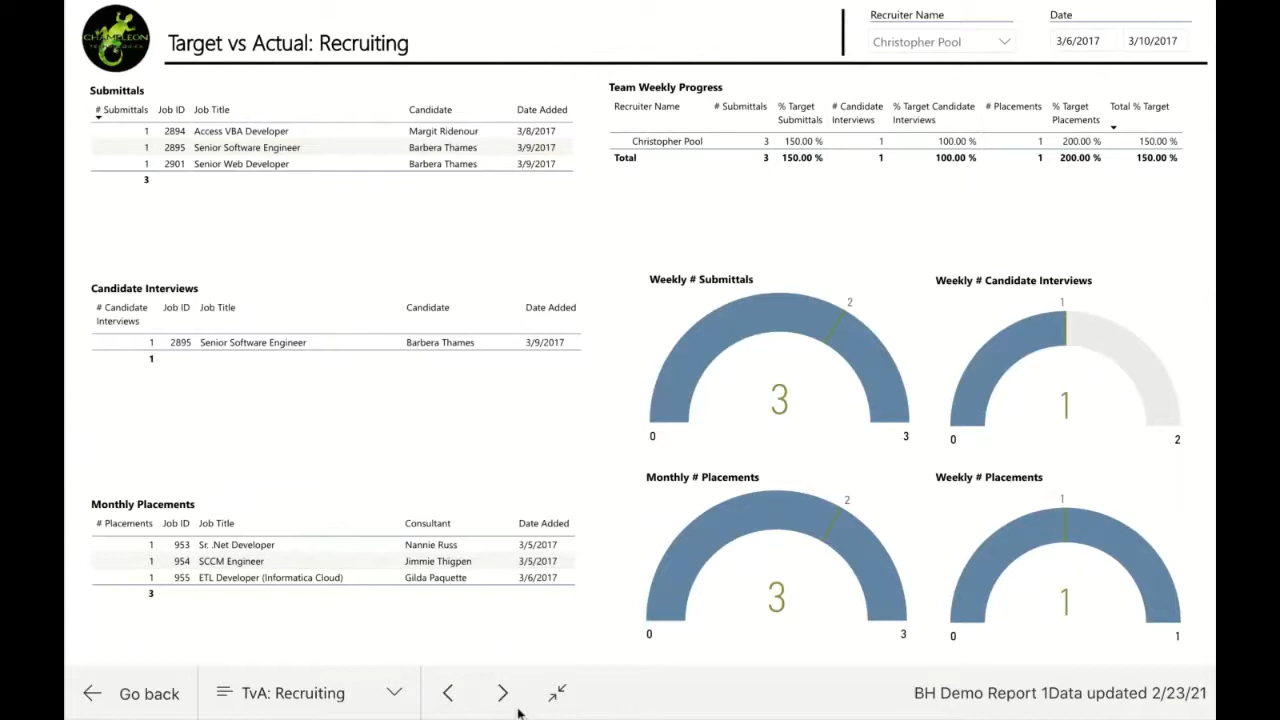 CHAMELEON
TECHNOLOGIES
Target vs Actual: Recruiting
Recruiter Name
Christopher Pool
Date
3/6/2017 3/10/2017
Submittals
# Submittals Job ID Job Title Candidate Date Added
1 2894 Access VBA Developer Margit Ridenour 3/8/2017
1 2895 Senior Software Engineer Barbera Thames 3/9/2017
1 2901 Senior Web Developer Barbera Thames 3/9/2017
3
Team Weekly Progress
Recruiter Name # Submittals % Target Submittals # Candidate Interviews % Target Candidate Interviews # Placements % Target Placements Total % Target
Christopher Pool 3 150.00 % 1 100.00 % 1 200.00 % 150.00 %
Total 3 150.00 % 1 100.00 % 1 200.00 % 150.00 %
Candidate Interviews
# Candidate Interviews Job ID Job Title Candidate Date Added
1 2895 Senior Software Engineer Barbera Thames 3/9/2017
1
Monthly Placements
# Placements Job ID Job Title Consultant Date Added
1 953 Sr. .Net Developer Nannie Russ 3/5/2017
1 954 SCCM Engineer Jimmie Thigpen 3/5/2017
1 955 ETL Developer (Informatica Cloud) Gilda Paquette 3/6/2017
3
Weekly # Submittals
2
3
0 3
Weekly # Candidate Interviews
1
1
0 2
Monthly # Placements
2
3
0 3
Weekly # Placements
1
1
0 1
Go back
TvA: Recruiting
BH Demo Report 1Data updated 2/23/21